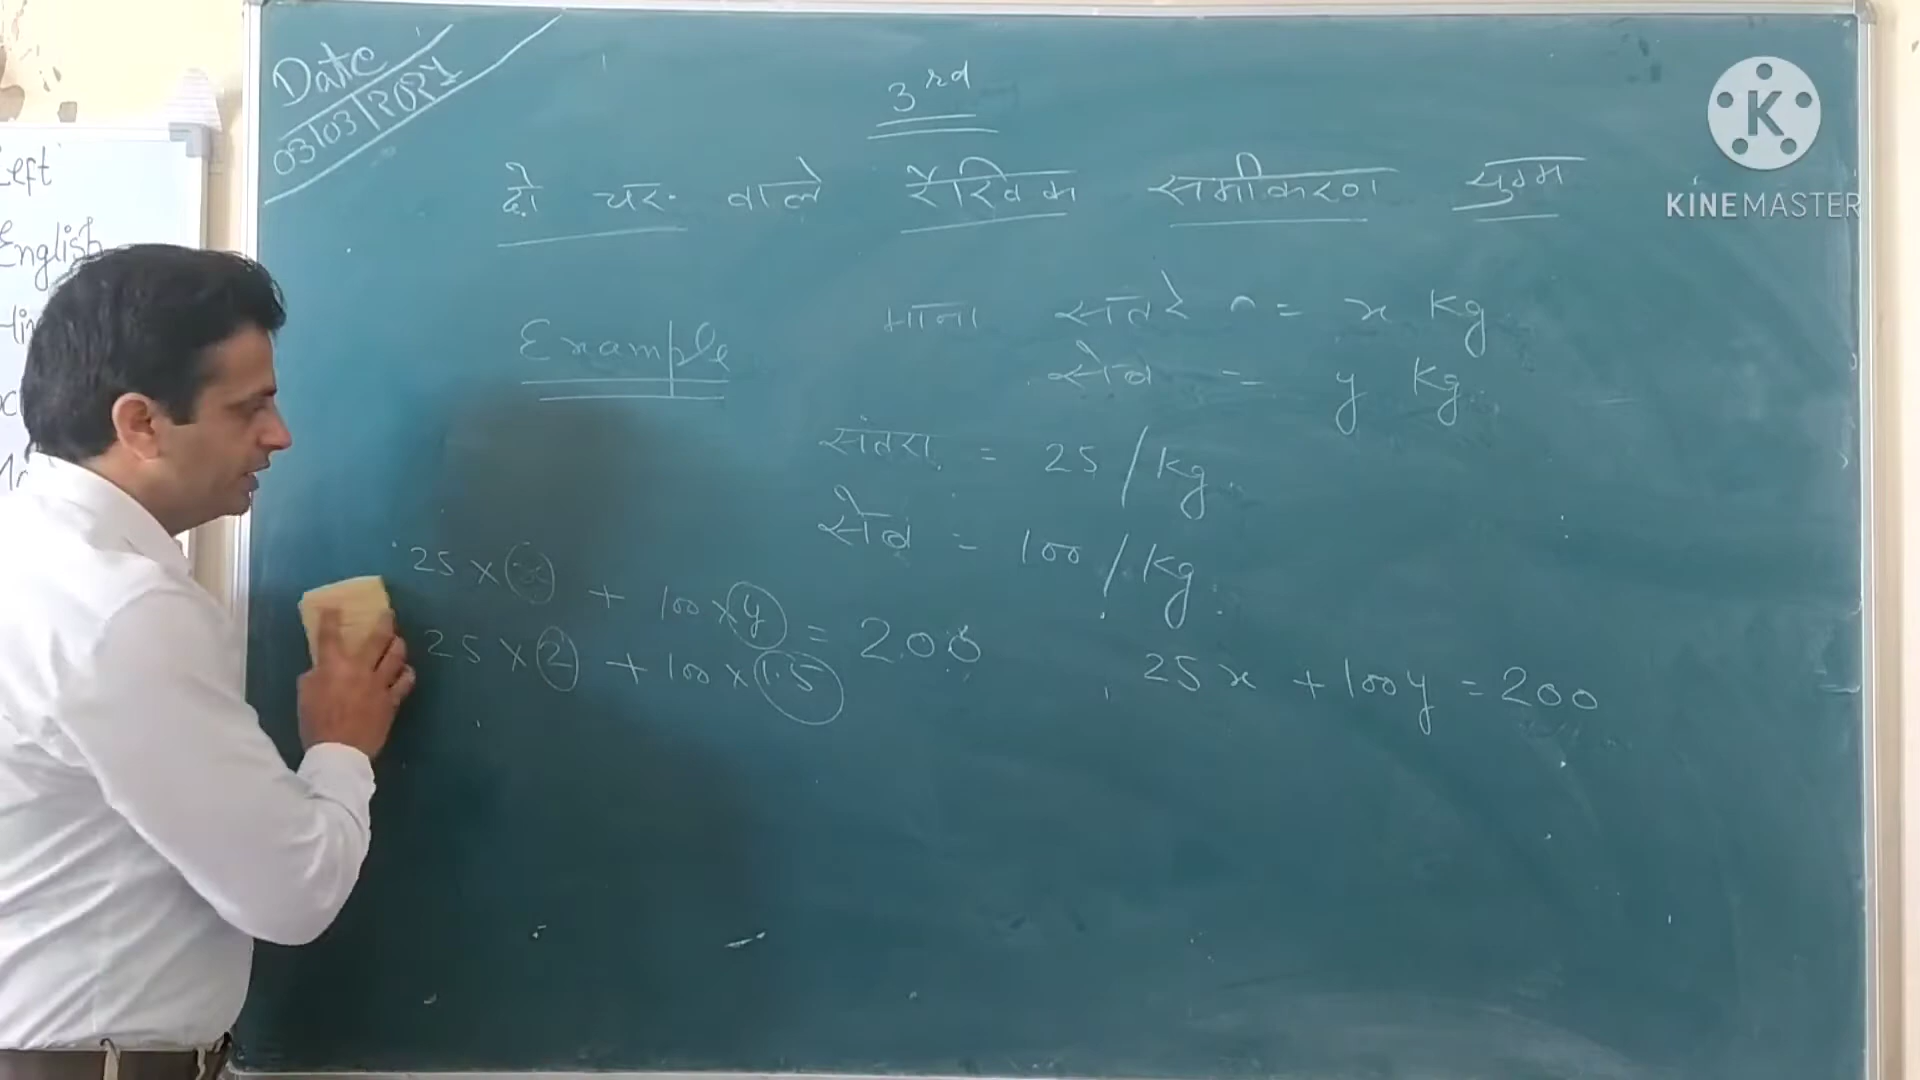 Date
03/03/2021
3rd
दो चर वाले रैखिक समीकरण युग्म
Example
माना संतरे = x Kg
सेब = y Kg
संतरा = 25 / Kg
सेब = 100 / Kg
25 × x + 100 × y = 200
25 × 2 + 100 × 1.5
25x + 100y = 200
Left
English
K
KINEMASTER